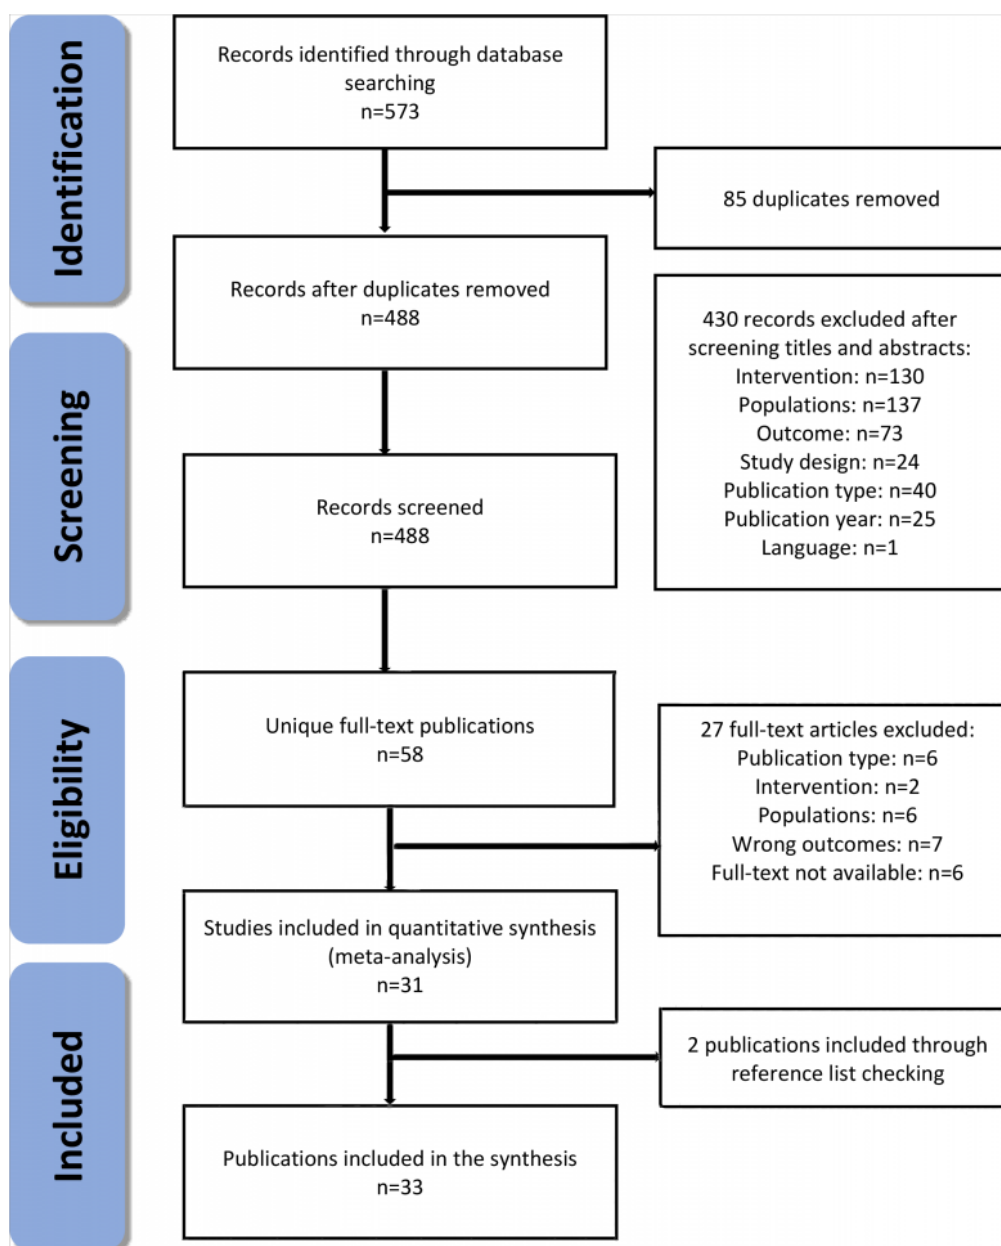 Identification
Records identified through database
searching
n=573
85 duplicates removed
Records after duplicates removed
n=488
Screening
430 records excluded after
screening titles and abstracts:
Intervention: n=130
Populations: n=137
Outcome: n=73
Study design: n=24
Publication type: n=40
Publication year: n=25
Language: n=1
Records screened
n=488
Eligibility
Unique full-text publications
n=58
27 full-text articles excluded:
Publication type: n=6
Intervention: n=2
Populations: n=6
Wrong outcomes: n=7
Full-text not available: n=6
Studies included in quantitative synthesis
(meta-analysis)
n=31
Included
2 publications included through
reference list checking
Publications included in the synthesis
n=33